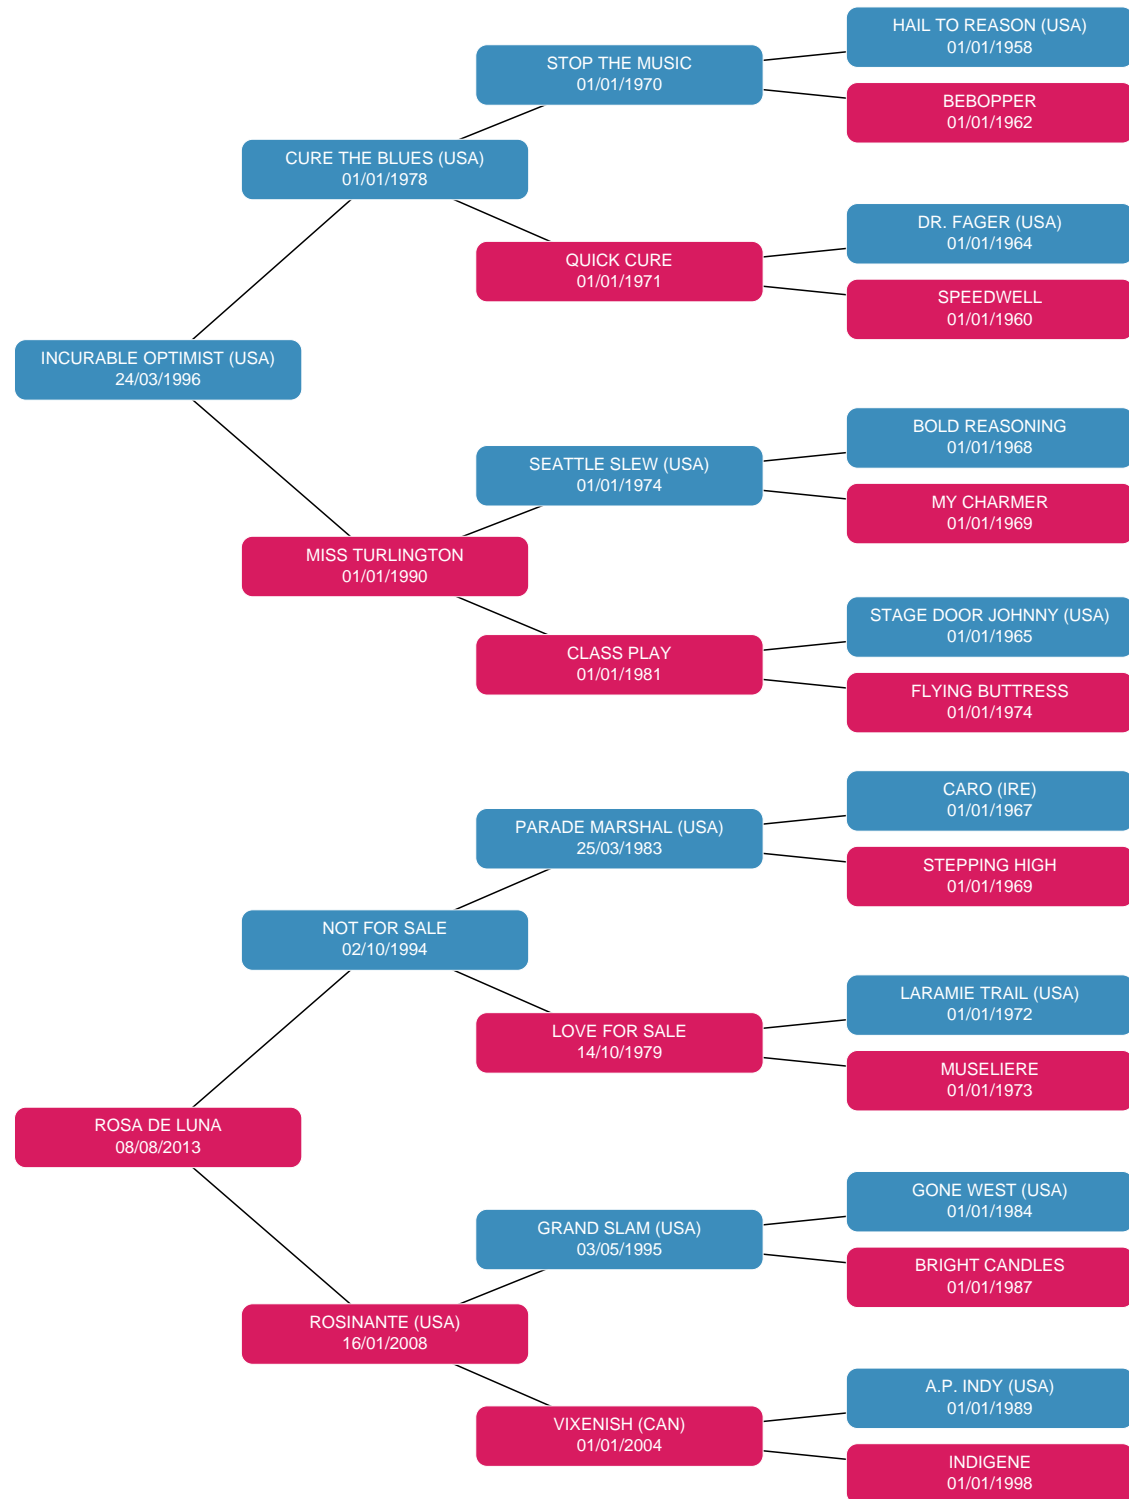 HAIL TO REASON (USA)
01/01/1958
STOP THE MUSIC
01/01/1970
BEBOPPER
01/01/1962
CURE THE BLUES (USA)
01/01/1978
DR. FAGER (USA)
01/01/1964
QUICK CURE
01/01/1971
SPEEDWELL
01/01/1960
INCURABLE OPTIMIST (USA)
24/03/1996
BOLD REASONING
01/01/1968
SEATTLE SLEW (USA)
01/01/1974
MY CHARMER
01/01/1969
MISS TURLINGTON
01/01/1990
STAGE DOOR JOHNNY (USA)
01/01/1965
CLASS PLAY
01/01/1981
FLYING BUTTRESS
01/01/1974
CARO (IRE)
01/01/1967
PARADE MARSHAL (USA)
25/03/1983
STEPPING HIGH
01/01/1969
NOT FOR SALE
02/10/1994
LARAMIE TRAIL (USA)
01/01/1972
LOVE FOR SALE
14/10/1979
MUSELIERE
01/01/1973
ROSA DE LUNA
08/08/2013
GONE WEST (USA)
01/01/1984
GRAND SLAM (USA)
03/05/1995
BRIGHT CANDLES
01/01/1987
ROSINANTE (USA)
16/01/2008
A.P. INDY (USA)
01/01/1989
VIXENISH (CAN)
01/01/2004
INDIGENE
01/01/1998